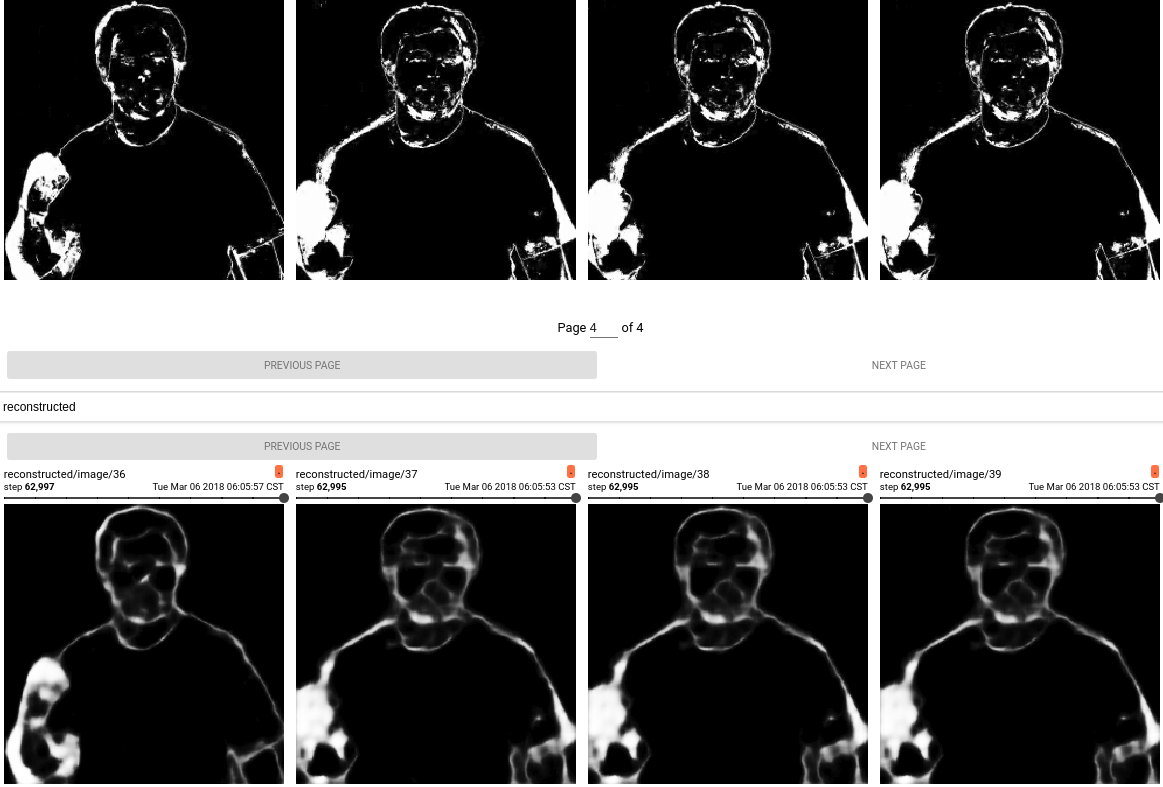 Page 4 of 4
PREVIOUS PAGE NEXT PAGE
reconstructed
PREVIOUS PAGE NEXT PAGE
reconstructed/image/36 reconstructed/image/37 reconstructed/image/38 reconstructed/image/39
step 62,997 Tue Mar 06 2018 06:05:57 CST step 62,995 Tue Mar 06 2018 06:05:53 CST step 62,995 Tue Mar 06 2018 06:05:53 CST step 62,995 Tue Mar 06 2018 06:05:53 CST